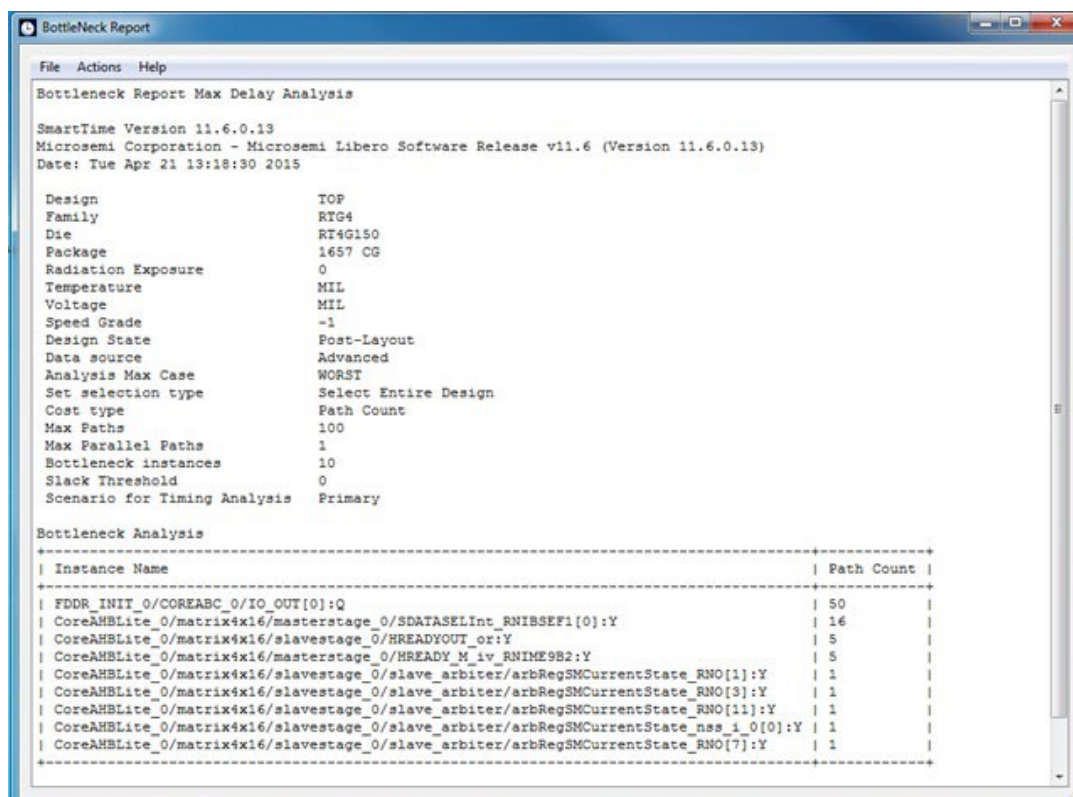 BottleNeck Report
File Actions Help
Bottleneck Report Max Delay Analysis
SmartTime Version 11.6.0.13
Microsemi Corporation - Microsemi Libero Software Release v11.6 (Version 11.6.0.13)
Date: Tue Apr 21 13:18:30 2015
Design TOP
Family RTG4
Die RT4G150
Package 1657 CG
Radiation Exposure 0
Temperature MIL
Voltage MIL
Speed Grade -1
Design State Post-Layout
Data source Advanced
Analysis Max Case WORST
Set selection type Select Entire Design
Cost type Path Count
Max Paths 100
Max Parallel Paths 1
Bottleneck instances 10
Slack Threshold 0
Scenario for Timing Analysis Primary
Bottleneck Analysis
| Instance Name | Path Count |
| FDDR_INIT_0/COREABC_0/IO_OUT[0]:Q | 50 |
| CoreAHBLite_0/matrix4x16/masterstage_0/SDATASELInt_RNIBSEF1[0]:Y | 16 |
| CoreAHBLite_0/matrix4x16/slavestage_0/HREADYOUT_or:Y | 5 |
| CoreAHBLite_0/matrix4x16/masterstage_0/HREADY_M_iv_RNIME9B2:Y | 5 |
| CoreAHBLite_0/matrix4x16/slavestage_0/slave_arbiter/arbRegSMCurrentState_RNO[1]:Y | 1 |
| CoreAHBLite_0/matrix4x16/slavestage_0/slave_arbiter/arbRegSMCurrentState_RNO[3]:Y | 1 |
| CoreAHBLite_0/matrix4x16/slavestage_0/slave_arbiter/arbRegSMCurrentState_RNO[11]:Y | 1 |
| CoreAHBLite_0/matrix4x16/slavestage_0/slave_arbiter/arbRegSMCurrentState_nss_i_0[0]:Y | 1 |
| CoreAHBLite_0/matrix4x16/slavestage_0/slave_arbiter/arbRegSMCurrentState_RNO[7]:Y | 1 |